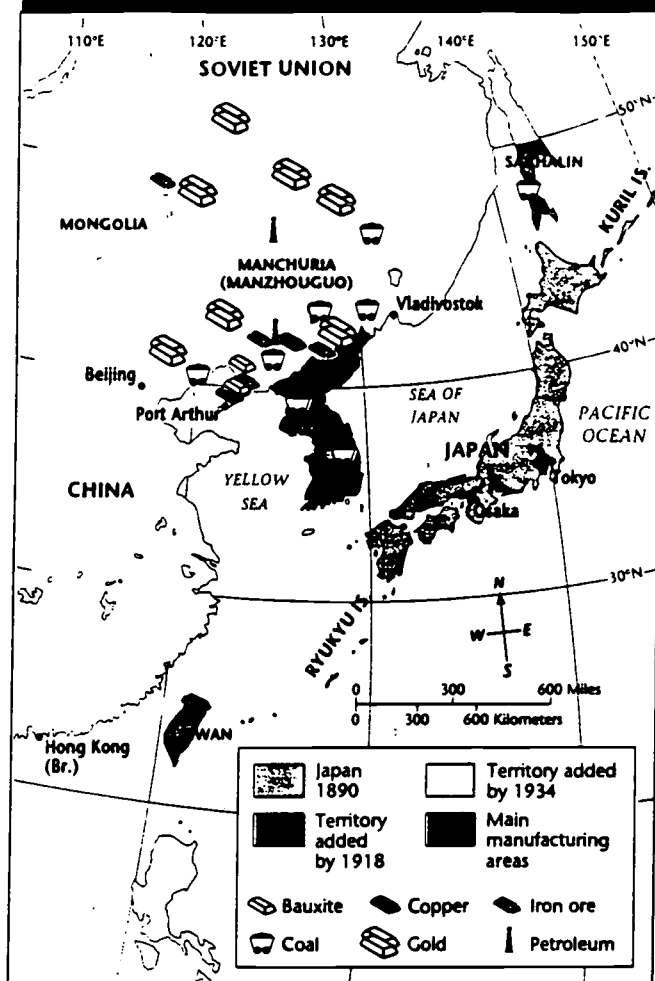 110°E 120°E 130°E 140°E 150°E
SOVIET UNION
50°N
SAKHALIN
KURIL IS.
MONGOLIA
MANCHURIA
(MANZHOUGUO)
Vladivostok
40°N
Beijing
Port Arthur
SEA OF
JAPAN
PACIFIC
OCEAN
JAPAN
Tokyo
YELLOW
SEA
CHINA
Osaka
30°N
RYUKYU IS.
N
W E
S
0 300 600 Miles
0 300 600 Kilometers
WAN
Hong Kong
(Br.)
Japan
1890
Territory added
by 1934
Territory
added
by 1918
Main
manufacturing
areas
Bauxite Copper Iron ore
Coal Gold Petroleum